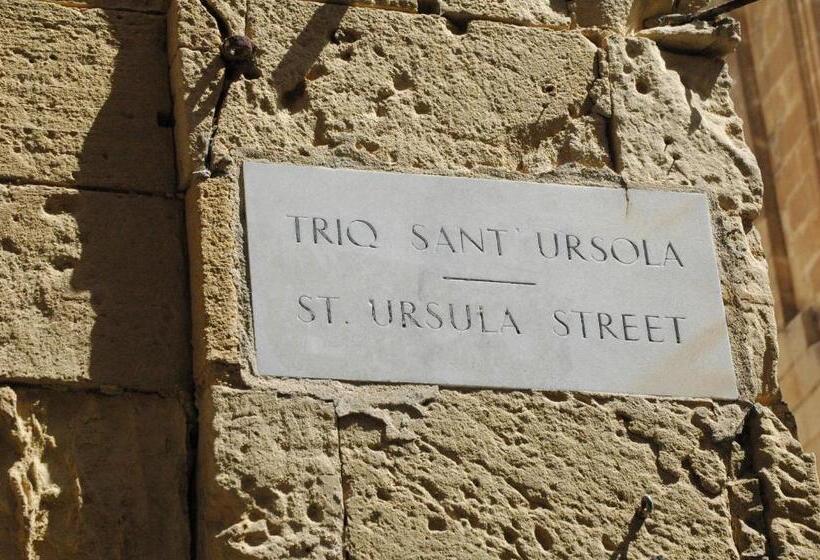 TRIQ SANT' URSOLA
ST. URSULA STREET